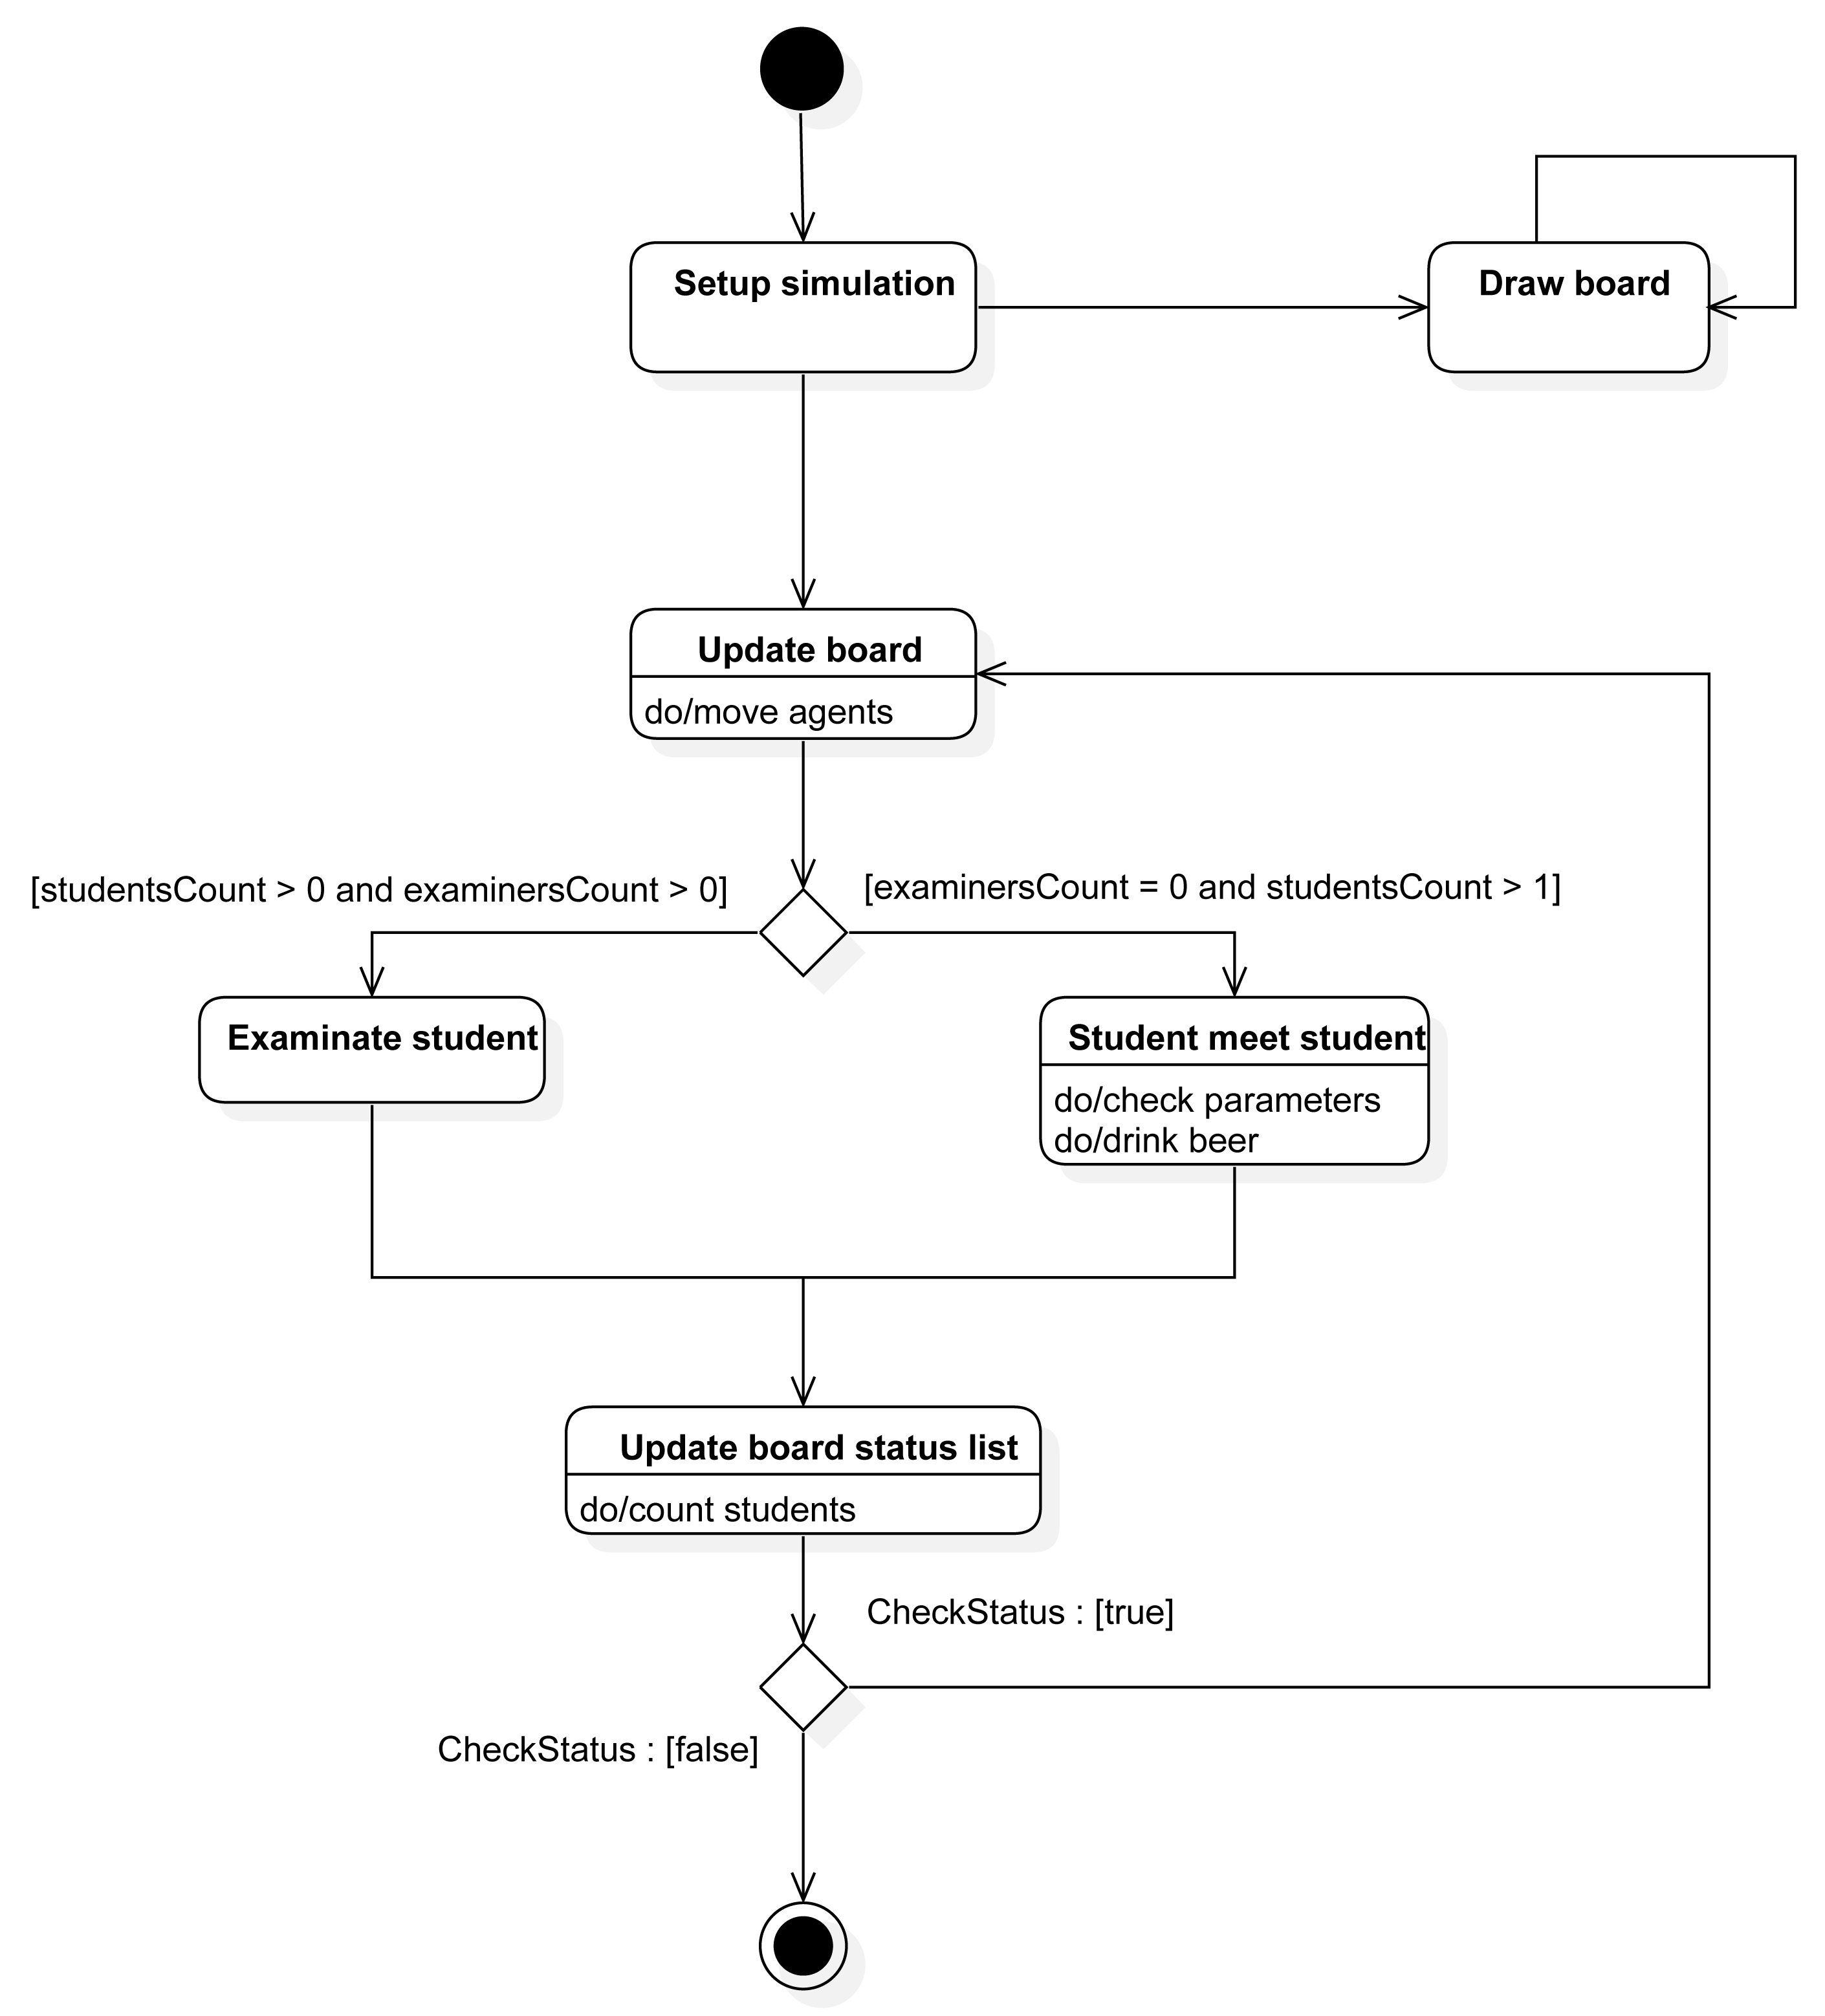 Setup simulation
Draw board
Update board
do/move agents
[studentsCount > 0 and examinersCount > 0]
[examinersCount = 0 and studentsCount > 1]
Examinate student
Student meet student
do/check parameters
do/drink beer
Update board status list
do/count students
CheckStatus : [true]
CheckStatus : [false]